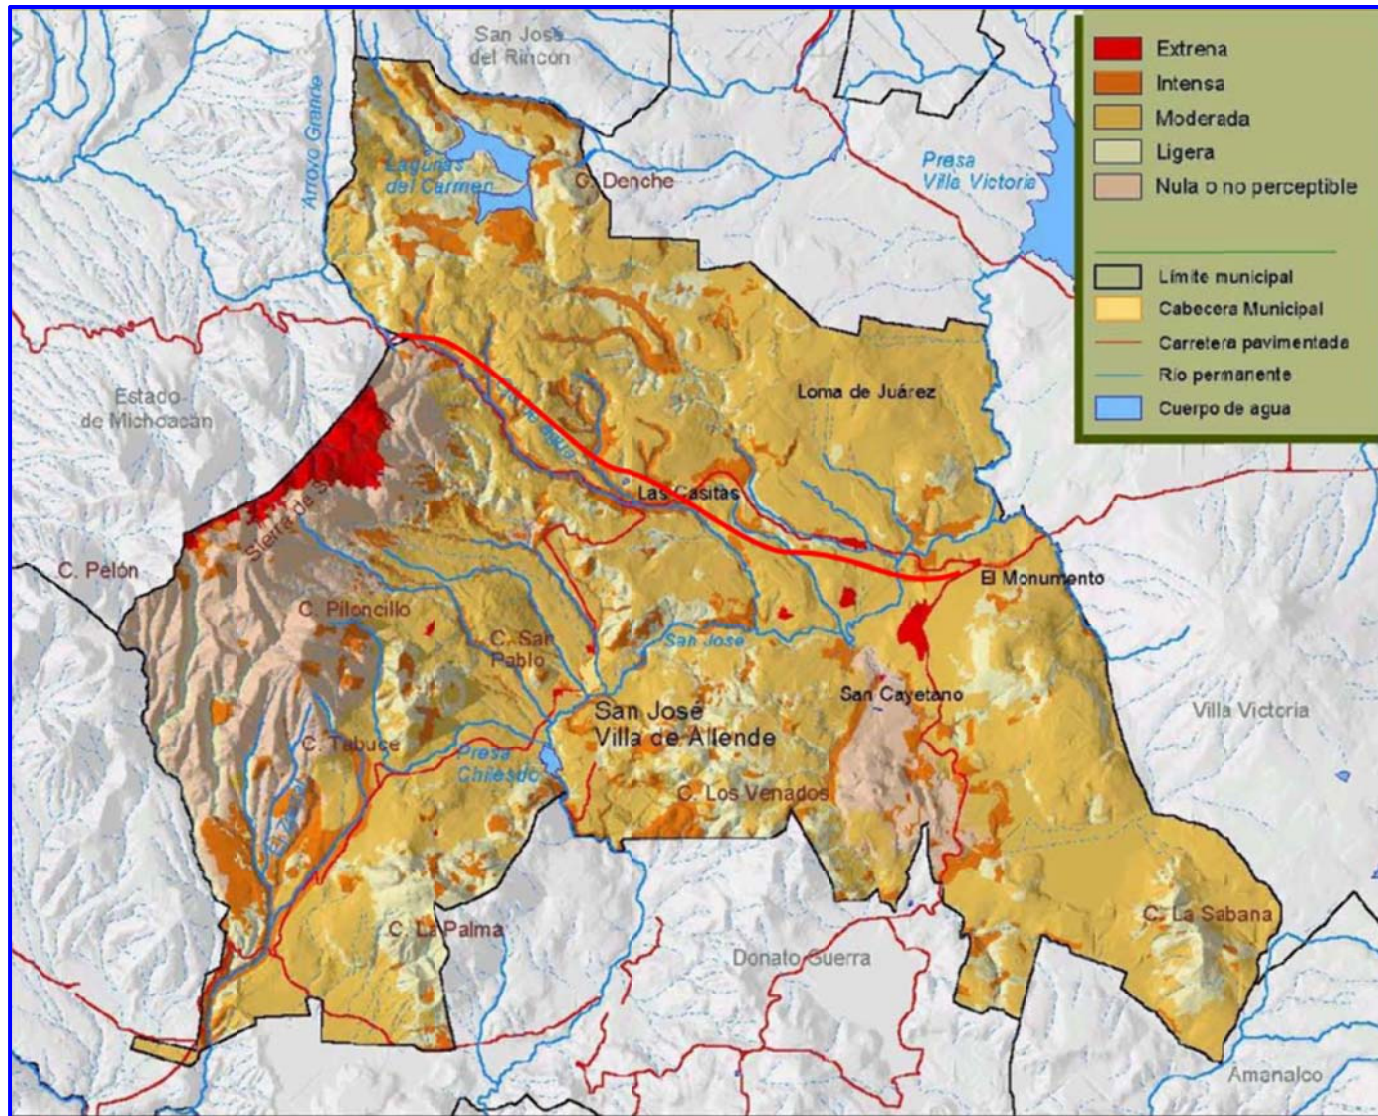 San José
del Rincón
Extrena
Intensa
Moderada
Ligera
Nula o no perceptible
Límite municipal
Cabecera Municipal
Carretera pavimentada
Río permanente
Cuerpo de agua
Arroyo Grande
Lagunas
del Carmen
C. Denche
Presa
Villa Victoria
Estado
de Michoacán
Loma de Juárez
Las Casitas
Sierra de
C. Pelón
El Monumento
C. Piloncillo
C. San
Pablo
San José
San Cayetano
San José
Villa de Allende
Villa Victoria
C. Tabuce
Presa
Chilesdo
C. Los Venados
C. La Palma
C. La Sabana
Donato Guerra
Amanalco